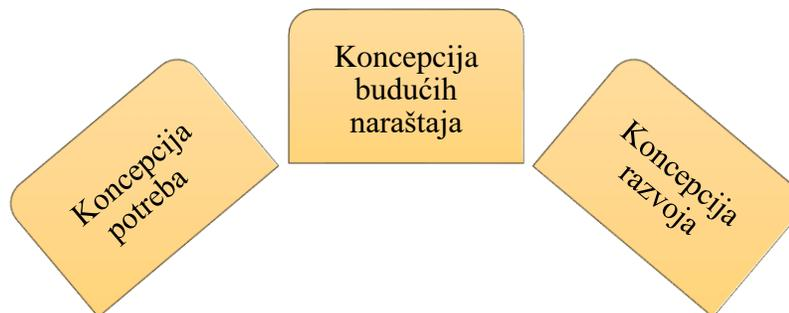 Koncepcija
potreba
Koncepcija
budućih
naraštaja
Koncepcija
razvoja